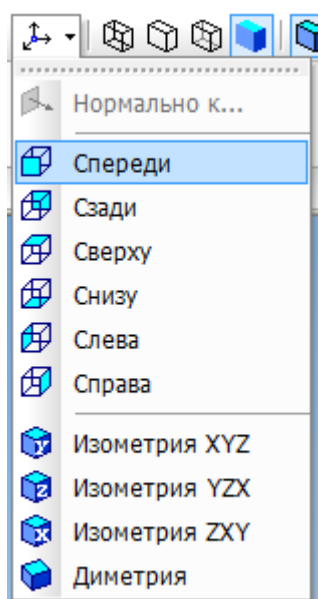 Нормально к...
Спереди
Сзади
Сверху
Снизу
Слева
Справа
Изометрия XYZ
Изометрия YZX
Изометрия ZXY
Диметрия